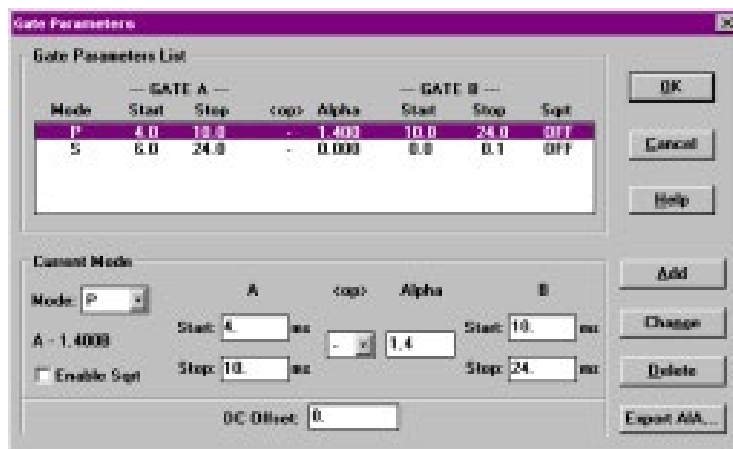 Gate Parameters
Gate Parameters List
--- GATE A --- --- GATE B ---
Mode Start Stop <op> Alpha Start Stop Sqrt
P 4.0 10.0 - 1.400 10.0 24.0 OFF
S 6.0 24.0 - 0.000 0.0 0.1 OFF
OK
Cancel
Help
Current Mode
A <op> Alpha B
Mode: P
Start: 4. ms - 1.4 Start: 10. ms
A - 1.400B
Stop: 10. ms Stop: 24. ms
Enable Sqrt
DC Offset: 0.
Add
Change
Delete
Export AIA...